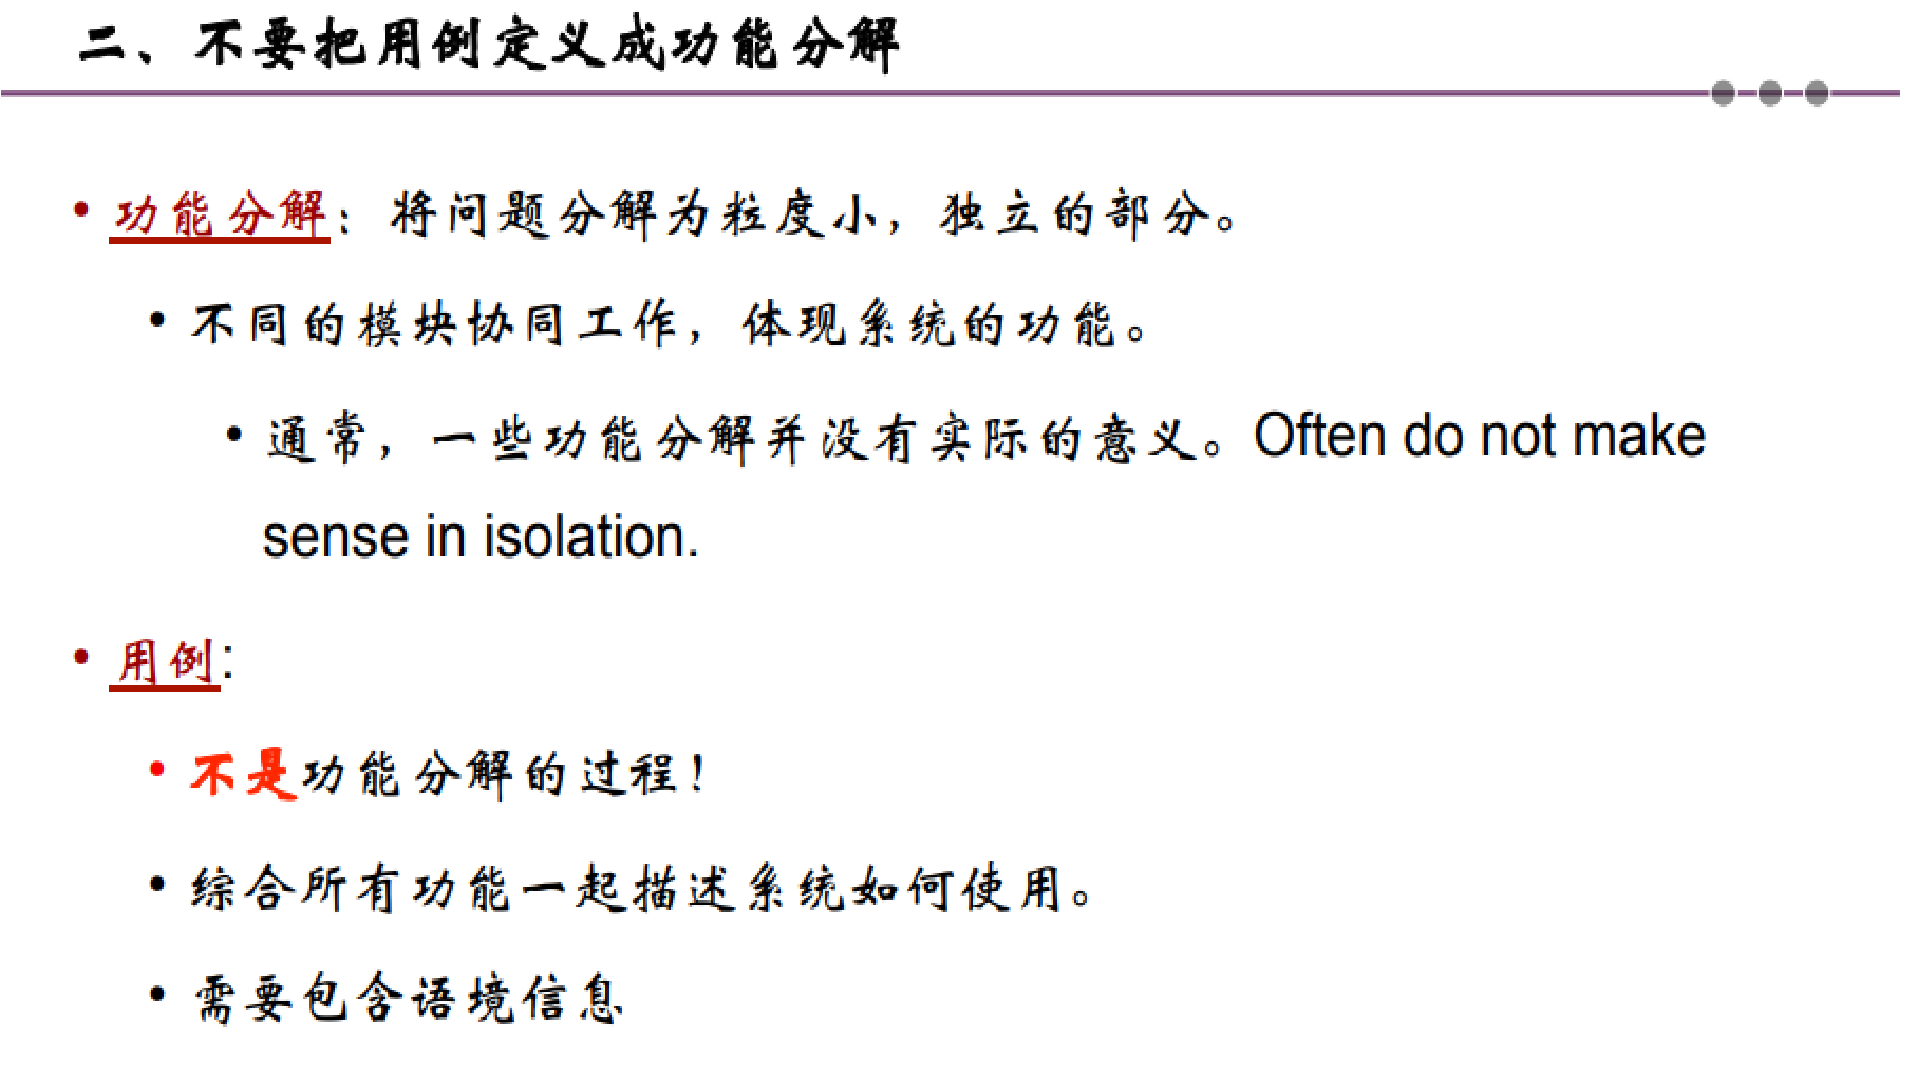 二、不要把用例定义成功能分解
• 功能分解：将问题分解为粒度小，独立的部分。
• 不同的模块协同工作，体现系统的功能。
• 通常，一些功能分解并没有实际的意义。Often do not make
sense in isolation.
• 用例:
• 不是功能分解的过程！
• 综合所有功能一起描述系统如何使用。
• 需要包含语境信息